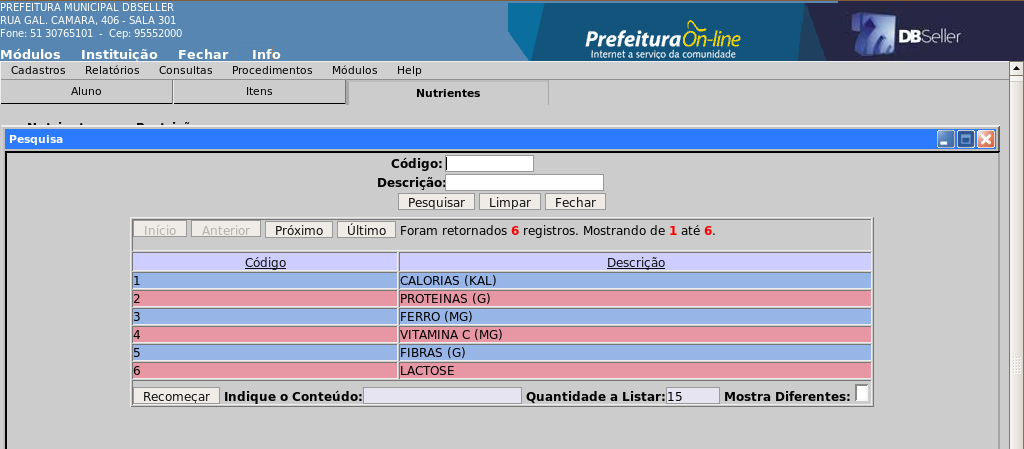 PREFEITURA MUNICIPAL DBSELLER
RUA GAL. CAMARA, 406 - SALA 301
Fone: 51 30765101 - Cep: 95552000
Módulos Instituição Fechar Info
PrefeituraOn-line
Internet a serviço da comunidade
DBSeller
Cadastros Relatórios Consultas Procedimentos Módulos Help
Aluno Itens Nutrientes
Pesquisa
Código:
Descrição:
Pesquisar Limpar Fechar
Início Anterior Próximo Último Foram retornados 6 registros. Mostrando de 1 até 6.
Código Descrição
1 CALORIAS (KAL)
2 PROTEINAS (G)
3 FERRO (MG)
4 VITAMINA C (MG)
5 FIBRAS (G)
6 LACTOSE
Recomeçar Indique o Conteúdo: Quantidade a Listar: 15 Mostra Diferentes: